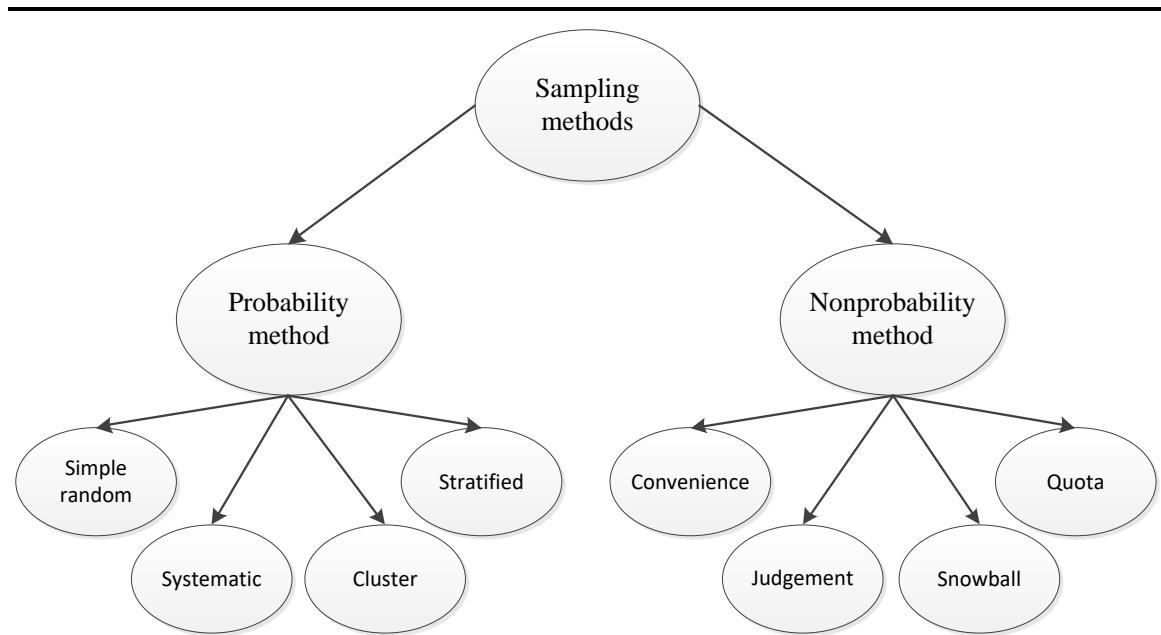 Sampling
methods
Probability
method
Nonprobability
method
Simple
random
Systematic
Cluster
Stratified
Convenience
Judgement
Snowball
Quota